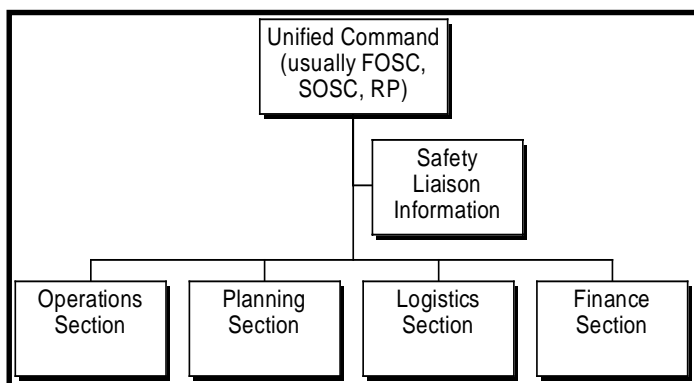 Unified Command
(usually FOSC,
SOSC, RP)
Safety
Liaison
Information
Operations
Section
Planning
Section
Logistics
Section
Finance
Section